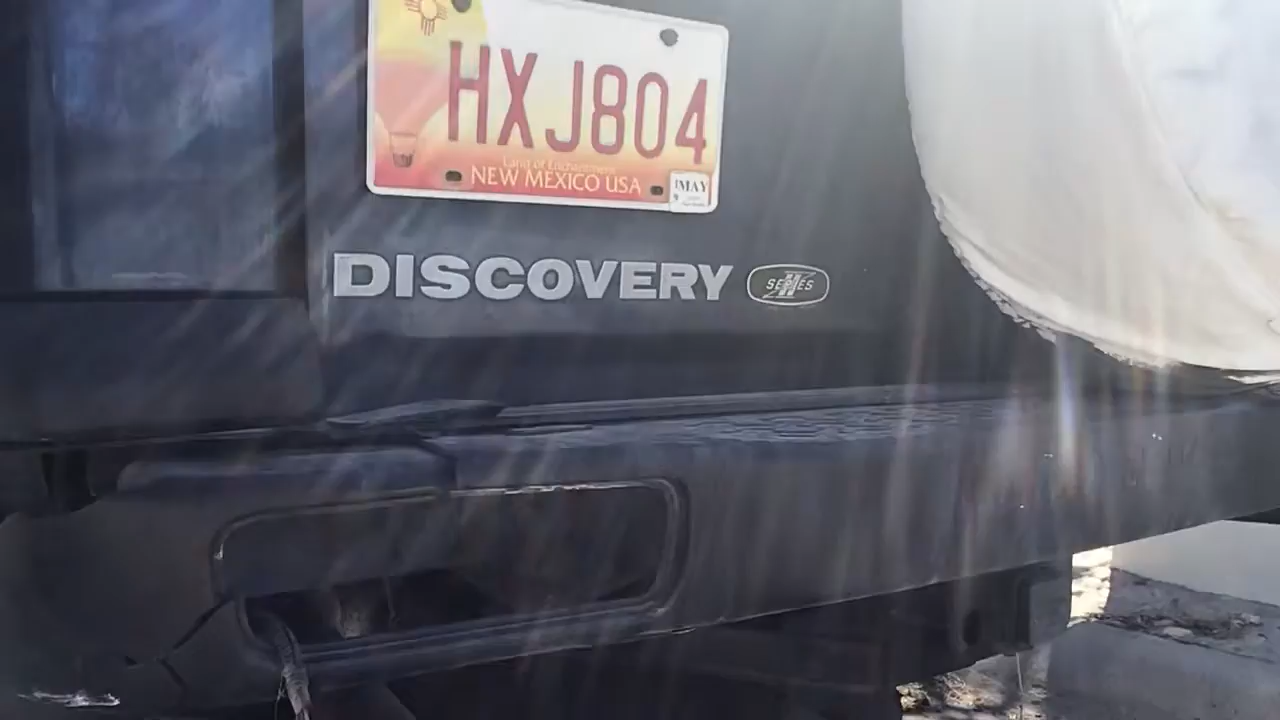 HXJ804
Land of Enchantment
NEW MEXICO USA
MAY
DISCOVERY
SERIES II